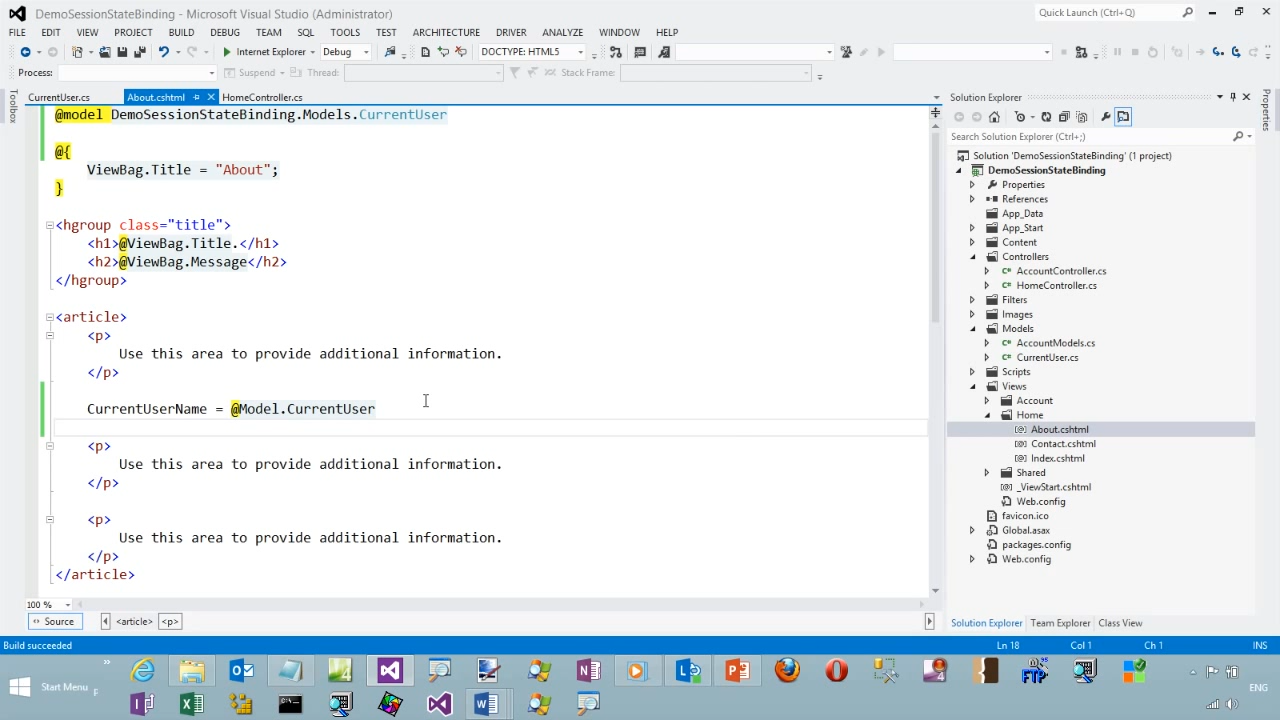 DemoSessionStateBinding - Microsoft Visual Studio (Administrator)
Quick Launch (Ctrl+Q)
FILE EDIT VIEW PROJECT BUILD DEBUG TEAM SQL TOOLS TEST ARCHITECTURE DRIVER ANALYZE WINDOW HELP
Internet Explorer Debug DOCTYPE: HTML5
Process: Suspend Thread: Stack Frame:
Toolbox
CurrentUser.cs About.cshtml HomeController.cs
@model DemoSessionStateBinding.Models.CurrentUser
@{
ViewBag.Title = "About";
}
<hgroup class="title">
<h1>@ViewBag.Title.</h1>
<h2>@ViewBag.Message</h2>
</hgroup>
<article>
<p>
Use this area to provide additional information.
</p>
CurrentUserName = @Model.CurrentUser
<p>
Use this area to provide additional information.
</p>
<p>
Use this area to provide additional information.
</p>
</article>
100 %
Source <article> <p>
Solution Explorer
Search Solution Explorer (Ctrl+;)
Solution 'DemoSessionStateBinding' (1 project)
DemoSessionStateBinding
Properties
References
App_Data
App_Start
Content
Controllers
AccountController.cs
HomeController.cs
Filters
Images
Models
AccountModels.cs
CurrentUser.cs
Scripts
Views
Account
Home
About.cshtml
Contact.cshtml
Index.cshtml
Shared
_ViewStart.cshtml
Web.config
favicon.ico
Global.asax
packages.config
Web.config
Solution Explorer Team Explorer Class View
Properties
Build succeeded Ln 18 Col 1 Ch 1 INS
Start Menu
FTP
ENG